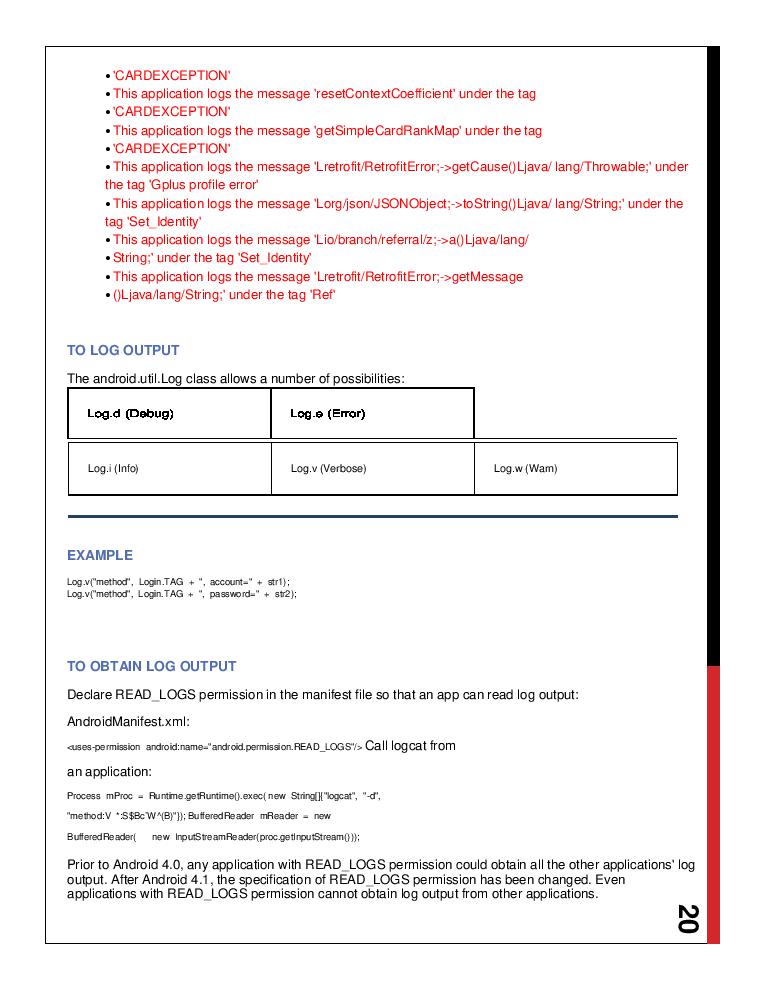 • 'CARDEXCEPTION'
• This application logs the message 'resetContextCoefficient' under the tag
• 'CARDEXCEPTION'
• This application logs the message 'getSimpleCardRankMap' under the tag
• 'CARDEXCEPTION'
• This application logs the message 'Lretrofit/RetrofitError;->getCause()Ljava/ lang/Throwable;' under
the tag 'Gplus profile error'
• This application logs the message 'Lorg/json/JSONObject;->toString()Ljava/ lang/String;' under the
tag 'Set_Identity'
• This application logs the message 'Lio/branch/referral/z;->a()Ljava/lang/
• String;' under the tag 'Set_Identity'
• This application logs the message 'Lretrofit/RetrofitError;->getMessage
• ()Ljava/lang/String;' under the tag 'Ref'
TO LOG OUTPUT
The android.util.Log class allows a number of possibilities:
Log.d (Debug) Log.e (Error)
Log.i (Info) Log.v (Verbose) Log.w (Warn)
EXAMPLE
Log.v("method", Login.TAG + ", account=" + str1);
Log.v("method", Login.TAG + ", password=" + str2);
TO OBTAIN LOG OUTPUT
Declare READ_LOGS permission in the manifest file so that an app can read log output:
AndroidManifest.xml:
<uses-permission android:name="android.permission.READ_LOGS"/> Call logcat from
an application:
Process mProc = Runtime.getRuntime().exec( new String[]{"logcat", "-d",
"method:V *:S$Bc`W^(B)"}); BufferedReader mReader = new
BufferedReader( new InputStreamReader(proc.getInputStream()));
Prior to Android 4.0, any application with READ_LOGS permission could obtain all the other applications' log
output. After Android 4.1, the specification of READ_LOGS permission has been changed. Even
applications with READ_LOGS permission cannot obtain log output from other applications.
20